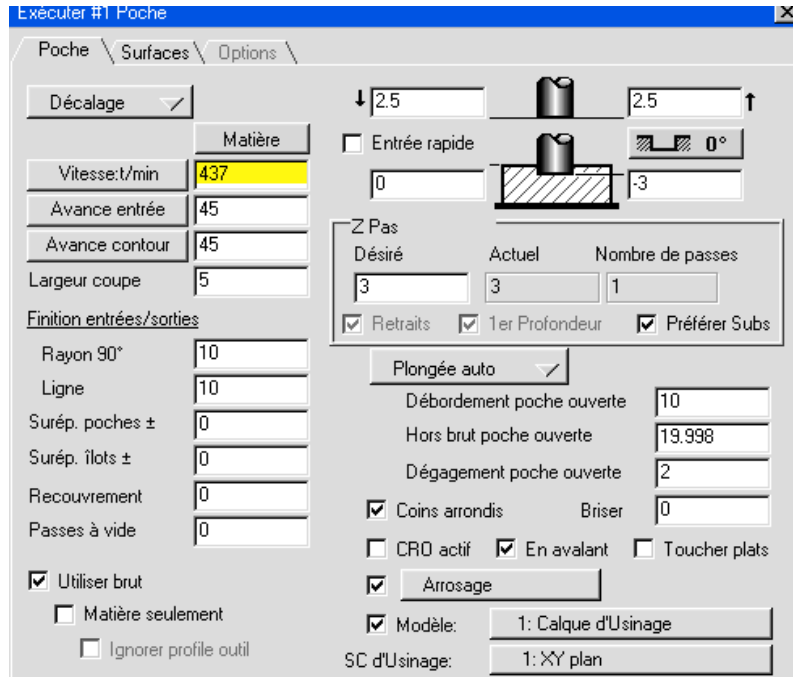 Exécuter #1 Poche
Poche Surfaces Options
Décalage
Matière
Vitesse:t/min 437
Avance entrée 45
Avance contour 45
Largeur coupe 5
Finition entrées/sorties
Rayon 90° 10
Ligne 10
Surép. poches ± 0
Surép. îlots ± 0
Recouvrement 0
Passes à vide 0
Utiliser brut
Matière seulement
Ignorer profile outil
2.5 2.5
Entrée rapide 0°
0 -3
Z Pas
Désiré Actuel Nombre de passes
3 3 1
Retraits 1er Profondeur Préférer Subs
Plongée auto
Débordement poche ouverte 10
Hors brut poche ouverte 19.998
Dégagement poche ouverte 2
Coins arrondis Briser 0
CRO actif En avalant Toucher plats
Arrosage
Modèle: 1: Calque d'Usinage
SC d'Usinage: 1: XY plan